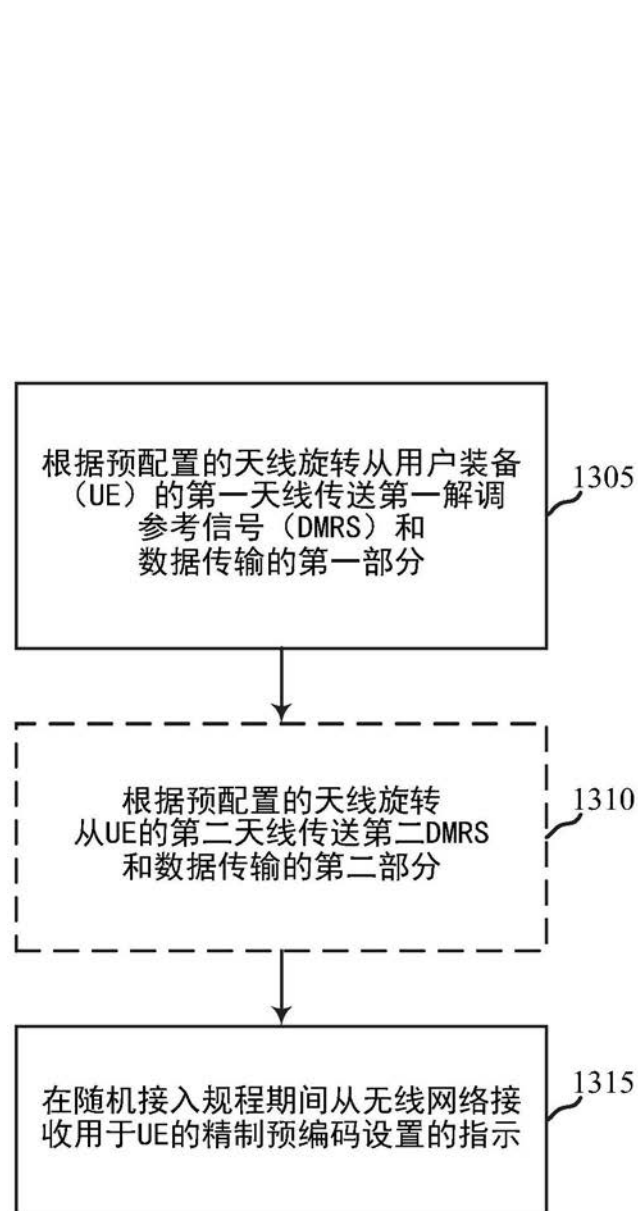 根据预配置的天线旋转从用户装备
（UE）的第一天线传送第一解调
参考信号（DMRS）和
数据传输的第一部分
1305
根据预配置的天线旋转
从UE的第二天线传送第二DMRS
和数据传输的第二部分
1310
在随机接入规程期间从无线网络接
收用于UE的精制预编码设置的指示
1315